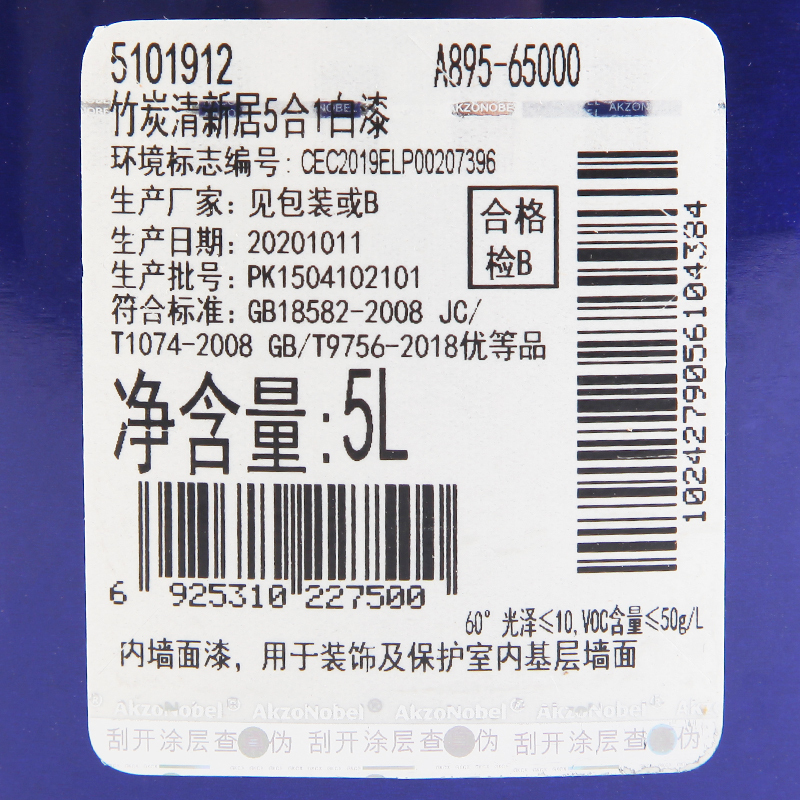 5101912 A895-65000
竹炭清新居5合1白漆
环境标志编号：CEC2019ELP00207396
生产厂家：见包装或B
生产日期：20201011
生产批号：PK1504102101
合格
检B
符合标准：GB18582-2008 JC/
T1074-2008 GB/T9756-2018优等品
净含量：5L
6 925310 227500
102427905610438​4
60° 光泽≤10,VOC含量≤50g/L
内墙面漆，用于装饰及保护室内基层墙面
AkzoNobel AkzoNobel AkzoNobel AkzoNobel
刮开涂层查 伪 刮开涂层查 伪 刮开涂层查 伪